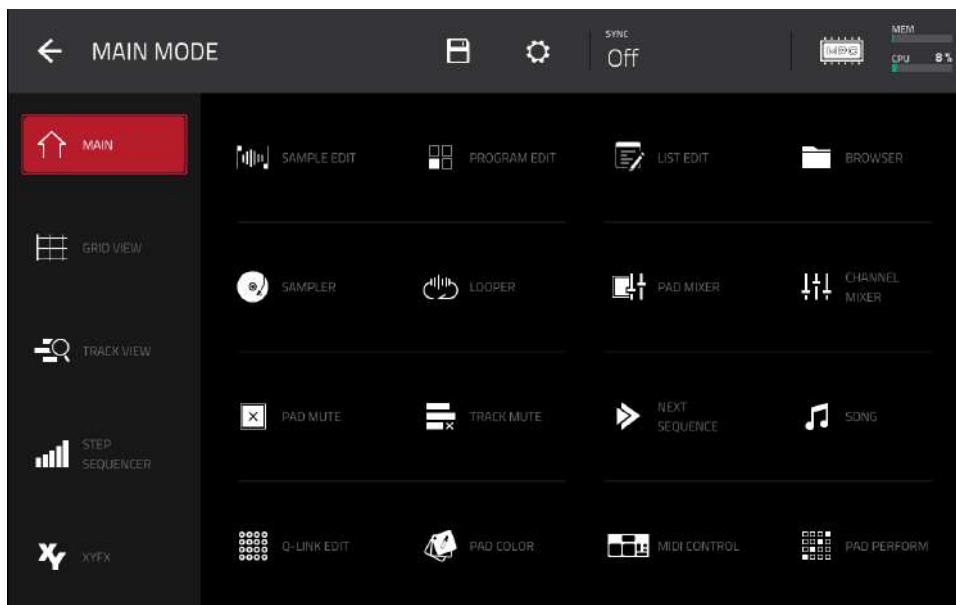 MAIN MODE
SYNC
Off
MPC
MEM
CPU 8%
MAIN
SAMPLE EDIT
PROGRAM EDIT
LIST EDIT
BROWSER
GRID VIEW
SAMPLER
LOOPER
PAD MIXER
CHANNEL
MIXER
TRACK VIEW
PAD MUTE
TRACK MUTE
NEXT
SEQUENCE
SONG
STEP
SEQUENCER
XY
XYFX
Q-LINK EDIT
PAD COLOR
MIDI CONTROL
PAD PERFORM